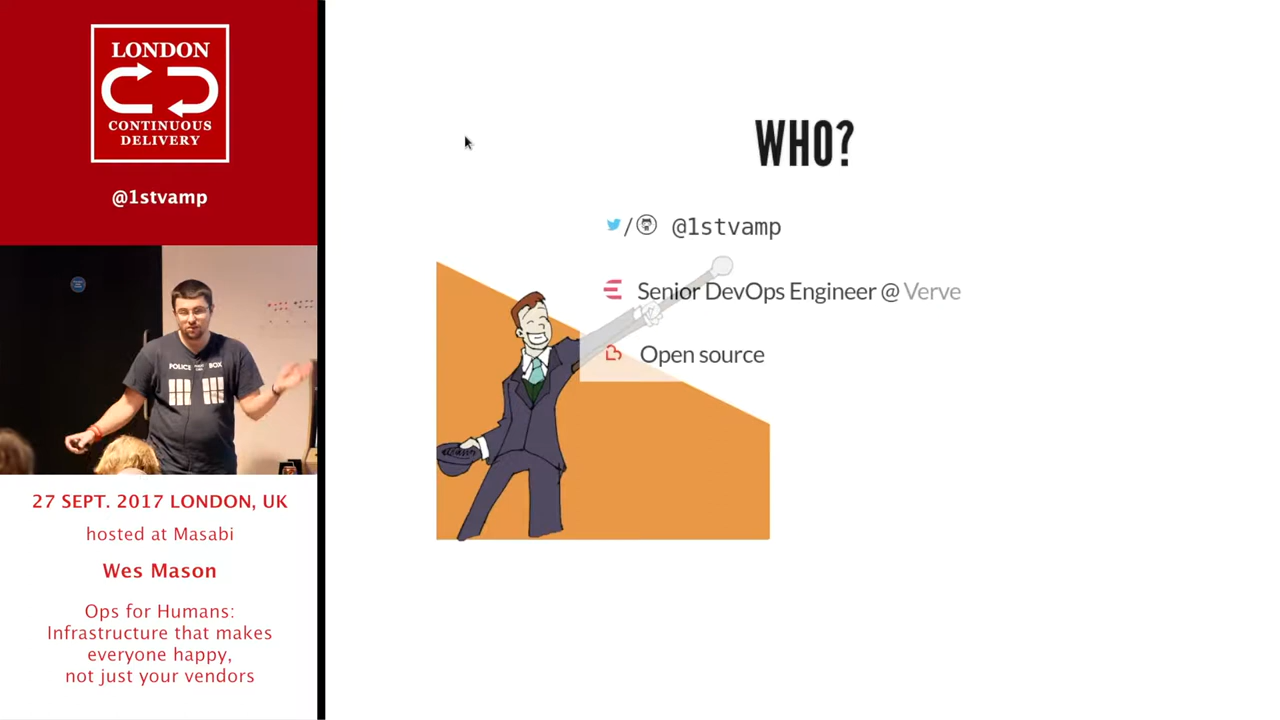 LONDON
CONTINUOUS
DELIVERY
@1stvamp
POLICE BOX
27 SEPT. 2017 LONDON, UK
hosted at Masabi
Wes Mason
Ops for Humans:
Infrastructure that makes
everyone happy,
not just your vendors
WHO?
/ @1stvamp
Senior DevOps Engineer @ Verve
Open source